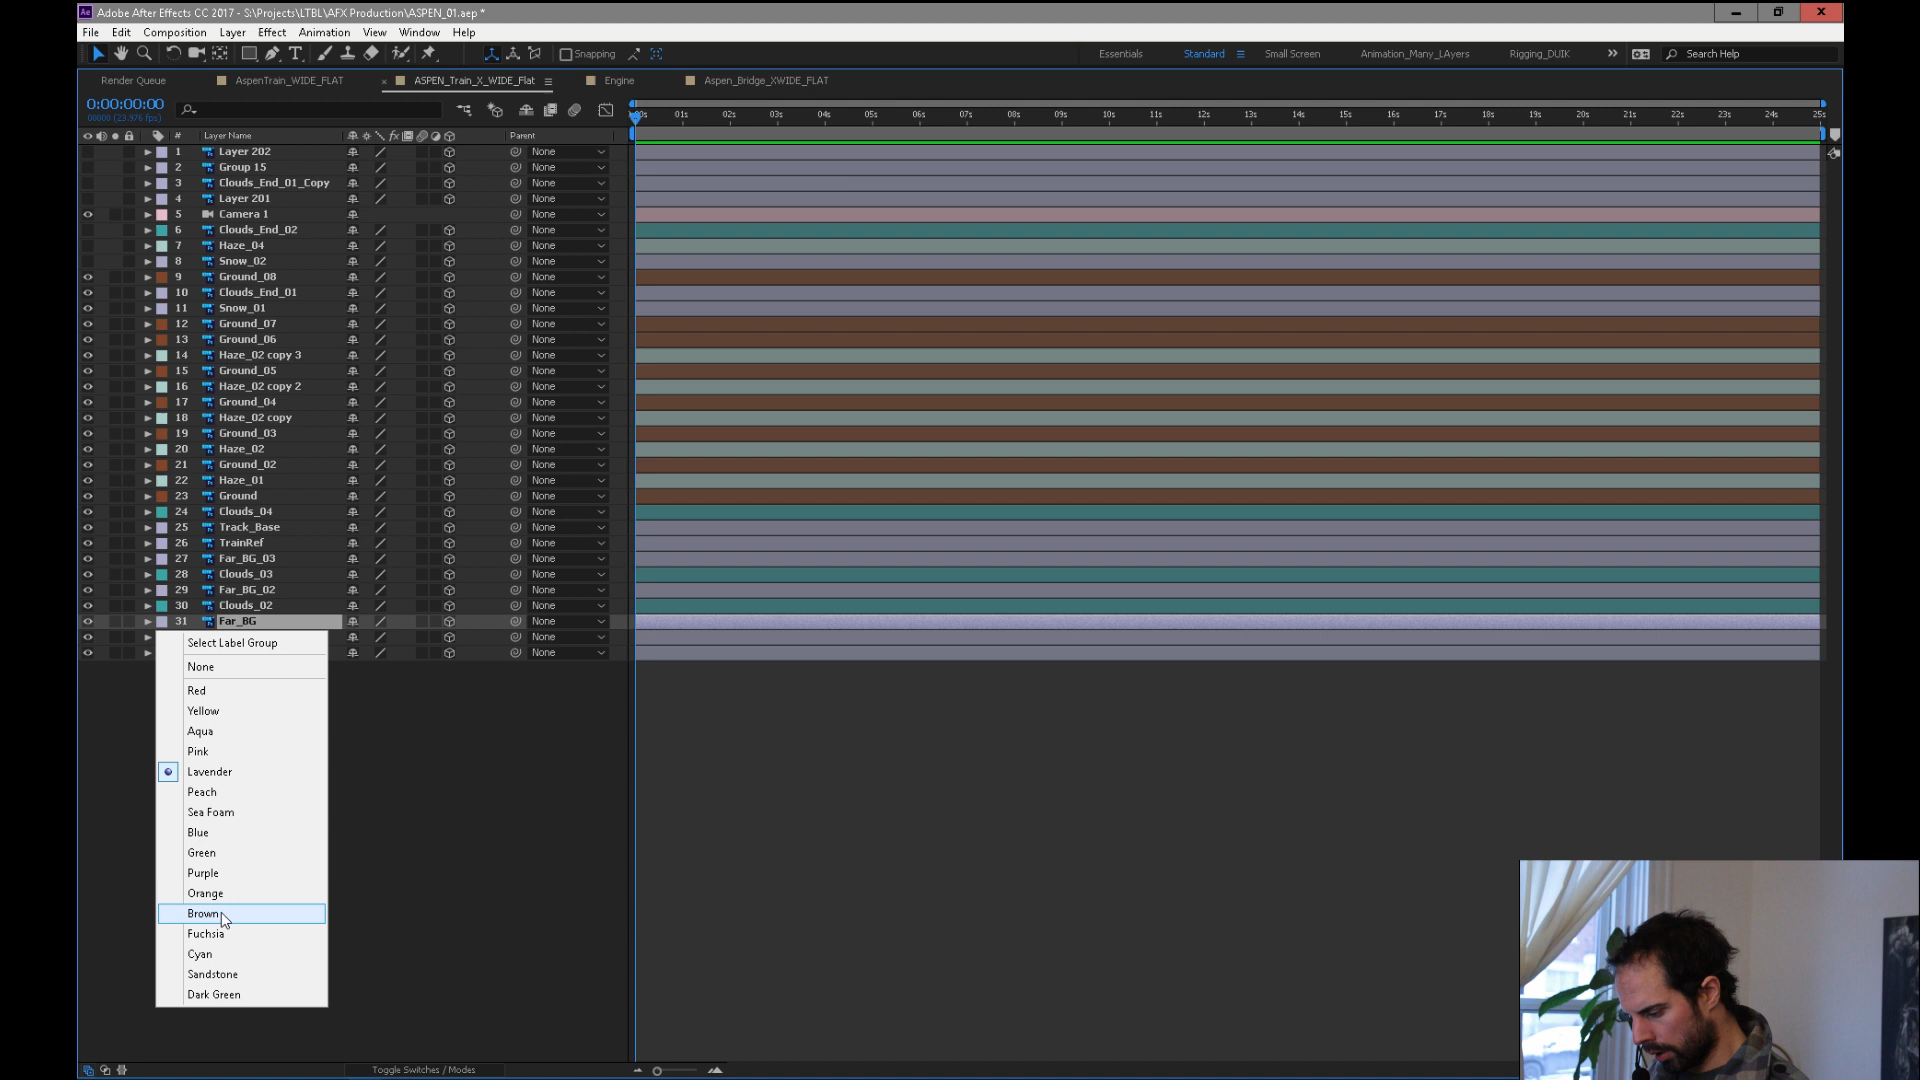 Ae Adobe After Effects CC 2017 - S:\Projects\LTBL\AFX Production\ASPEN_01.aep *
File Edit Composition Layer Effect Animation View Window Help
Snapping Essentials Standard Small Screen Animation_Many_LAyers Rigging_DUIK Search Help
Render Queue AspenTrain_WIDE_FLAT × ASPEN_Train_X_WIDE_Flat Engine Aspen_Bridge_XWIDE_FLAT
0:00:00:00
00000 (23.976 fps)
01s 02s 03s 04s 05s 06s 07s 08s 09s 10s 11s 12s 13s 14s 15s 16s 17s 18s 19s 20s 21s 22s 23s 24s 25s
# Layer Name fx Parent
1 Layer 202 None
2 Group 15 None
3 Clouds_End_01_Copy None
4 Layer 201 None
5 Camera 1 None
6 Clouds_End_02 None
7 Haze_04 None
8 Snow_02 None
9 Ground_08 None
10 Clouds_End_01 None
11 Snow_01 None
12 Ground_07 None
13 Ground_06 None
14 Haze_02 copy 3 None
15 Ground_05 None
16 Haze_02 copy 2 None
17 Ground_04 None
18 Haze_02 copy None
19 Ground_03 None
20 Haze_02 None
21 Ground_02 None
22 Haze_01 None
23 Ground None
24 Clouds_04 None
25 Track_Base None
26 TrainRef None
27 Far_BG_03 None
28 Clouds_03 None
29 Far_BG_02 None
30 Clouds_02 None
31 Far_BG None
None
None
Select Label Group
None
Red
Yellow
Aqua
Pink
Lavender
Peach
Sea Foam
Blue
Green
Purple
Orange
Brown
Fuchsia
Cyan
Sandstone
Dark Green
Toggle Switches / Modes